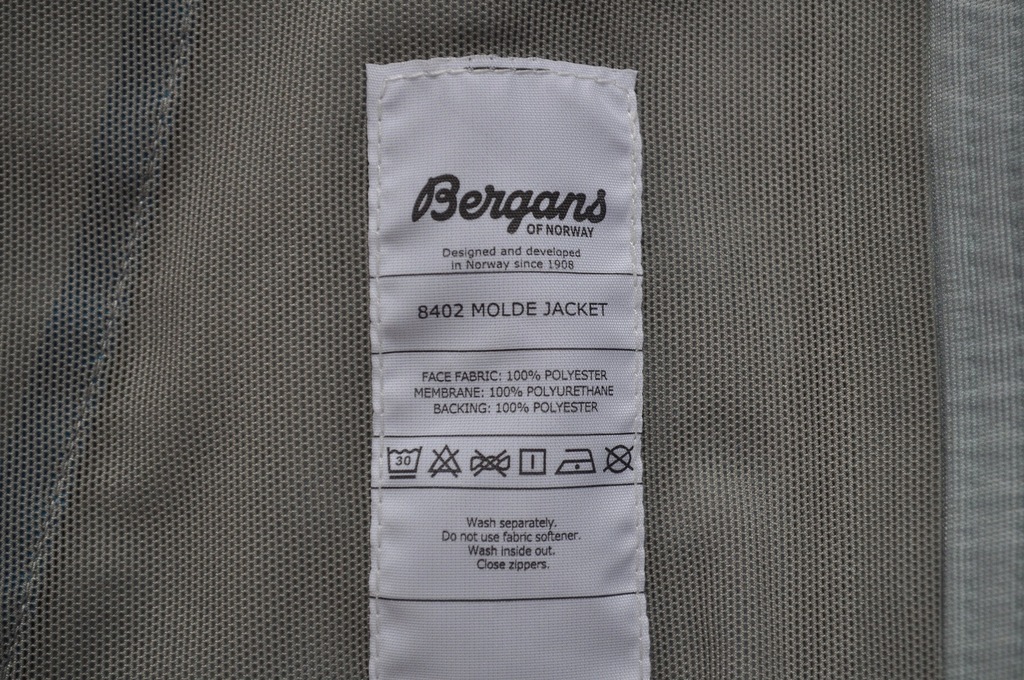 Bergans
OF NORWAY
Designed and developed
in Norway since 1908
8402 MOLDE JACKET
FACE FABRIC: 100% POLYESTER
MEMBRANE: 100% POLYURETHANE
BACKING: 100% POLYESTER
30
Wash separately.
Do not use fabric softener.
Wash inside out.
Close zippers.